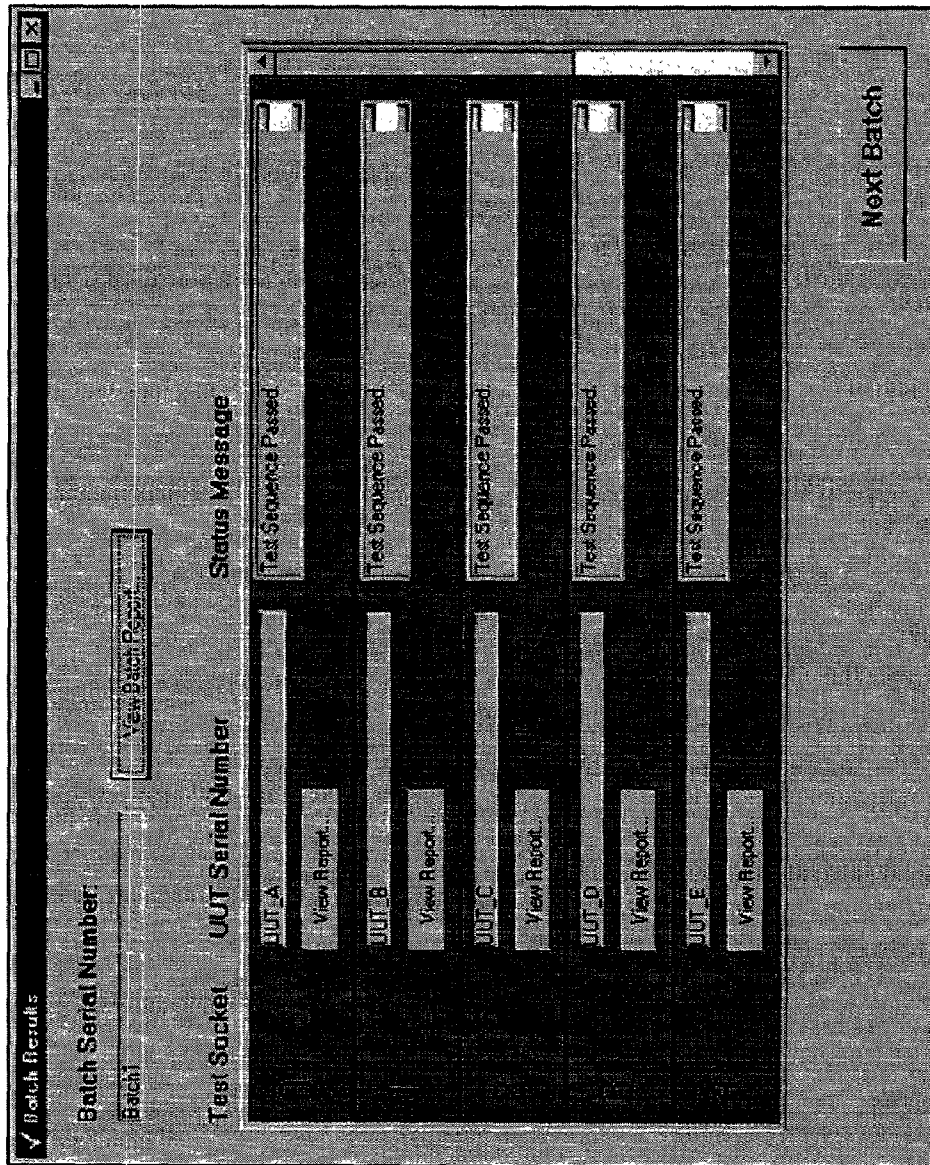 Batch Results
Batch Serial Number:
Batch1
View Batch Report...
Test Socket UUT Serial Number Status Message
UUT_A Test Sequence Passed.
View Report...
UUT_B Test Sequence Passed.
View Report...
UUT_C Test Sequence Passed.
View Report...
UUT_D Test Sequence Passed.
View Report...
UUT_E Test Sequence Passed.
View Report...
Next Batch